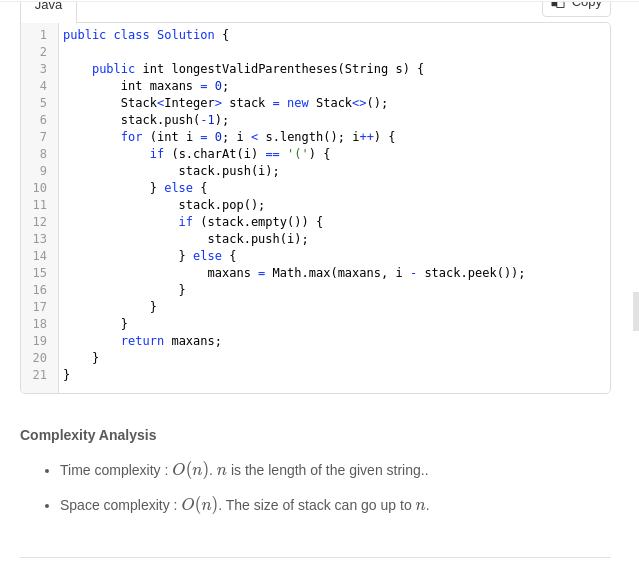 Java
Copy
1 public class Solution {
2
3     public int longestValidParentheses(String s) {
4         int maxans = 0;
5         Stack<Integer> stack = new Stack<>();
6         stack.push(-1);
7         for (int i = 0; i < s.length(); i++) {
8             if (s.charAt(i) == '(') {
9                 stack.push(i);
10             } else {
11                 stack.pop();
12                 if (stack.empty()) {
13                     stack.push(i);
14                 } else {
15                     maxans = Math.max(maxans, i - stack.peek());
16                 }
17             }
18         }
19         return maxans;
20     }
21 }
Complexity Analysis
• Time complexity : O(n). n is the length of the given string..
• Space complexity : O(n). The size of stack can go up to n.